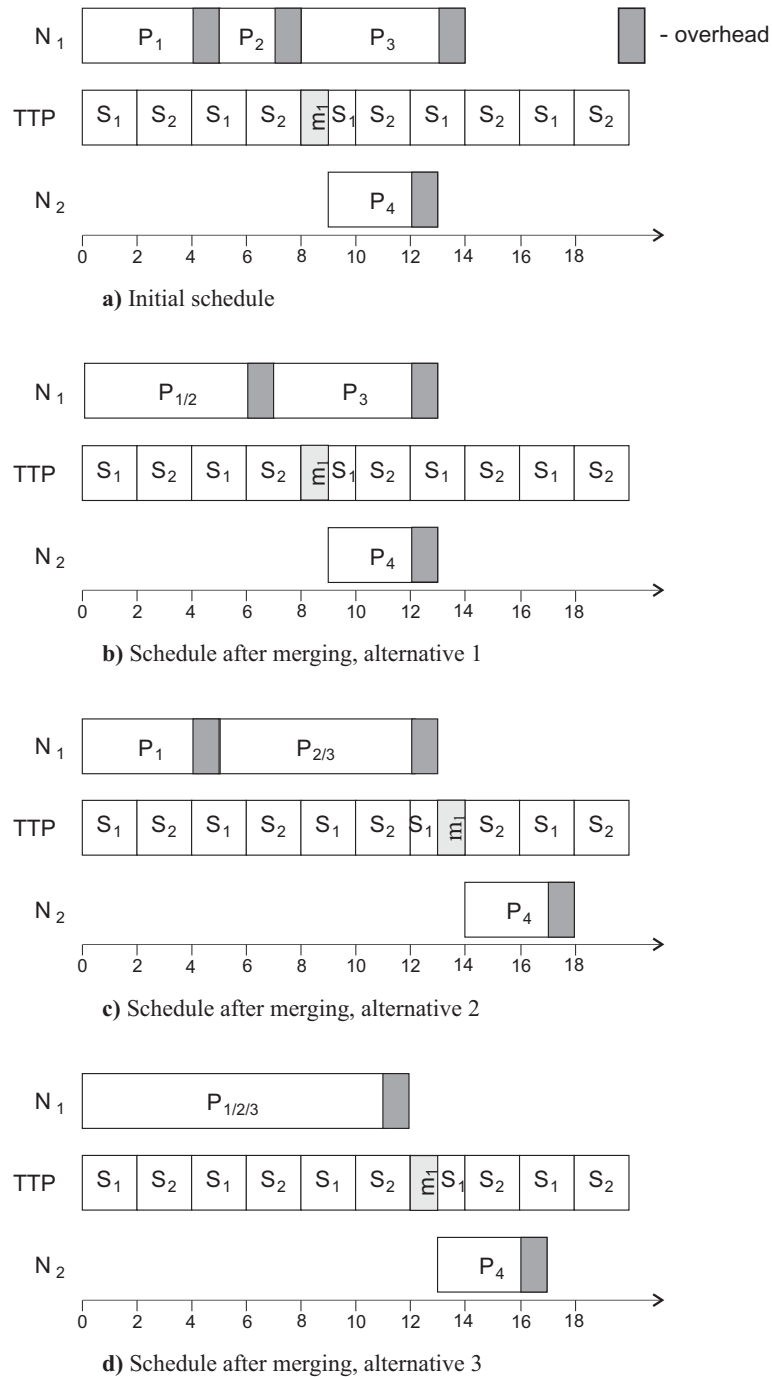 N1 P1 P2 P3 - overhead
TTP S1 S2 S1 S2 m1 S1 S2 S1 S2 S1 S2
N2 P4
0 2 4 6 8 10 12 14 16 18
a) Initial schedule
N1 P1/2 P3
TTP S1 S2 S1 S2 m1 S1 S2 S1 S2 S1 S2
N2 P4
0 2 4 6 8 10 12 14 16 18
b) Schedule after merging, alternative 1
N1 P1 P2/3
TTP S1 S2 S1 S2 S1 S2 S1 m1 S2 S1 S2
N2 P4
0 2 4 6 8 10 12 14 16 18
c) Schedule after merging, alternative 2
N1 P1/2/3
TTP S1 S2 S1 S2 S1 S2 m1 S1 S2 S1 S2
N2 P4
0 2 4 6 8 10 12 14 16 18
d) Schedule after merging, alternative 3